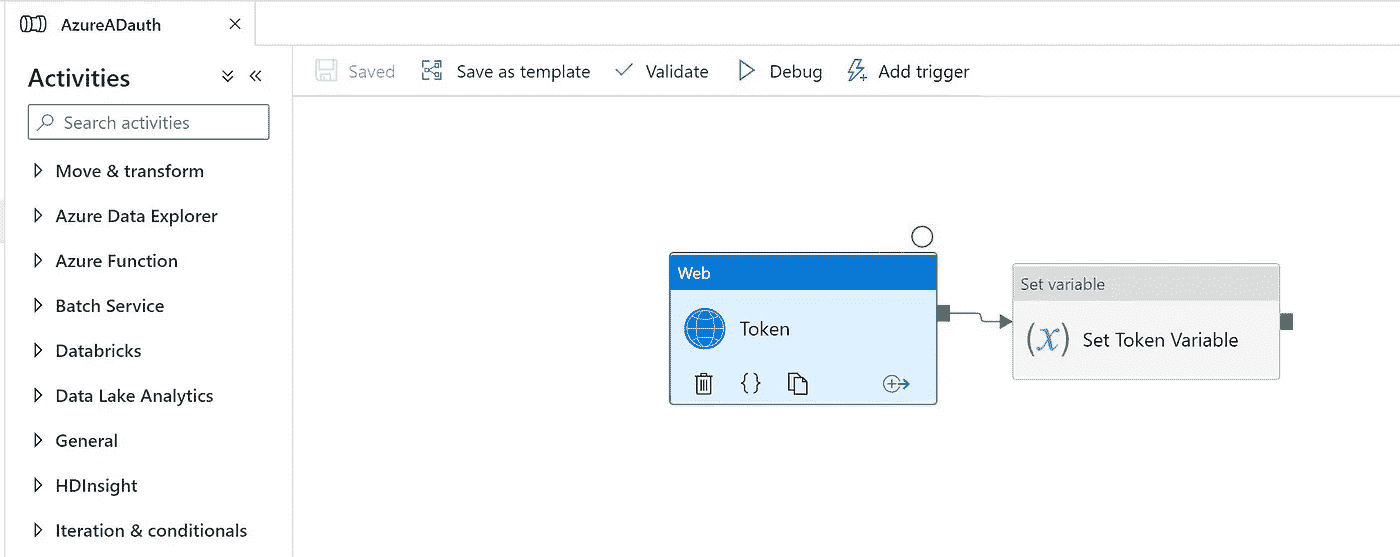 AzureADauth
Activities
Saved
Save as template
Validate
Debug
Add trigger
Search activities
Move & transform
Azure Data Explorer
Azure Function
Batch Service
Databricks
Data Lake Analytics
General
HDInsight
Iteration & conditionals
Web
Token
{}
Set variable
(x) Set Token Variable